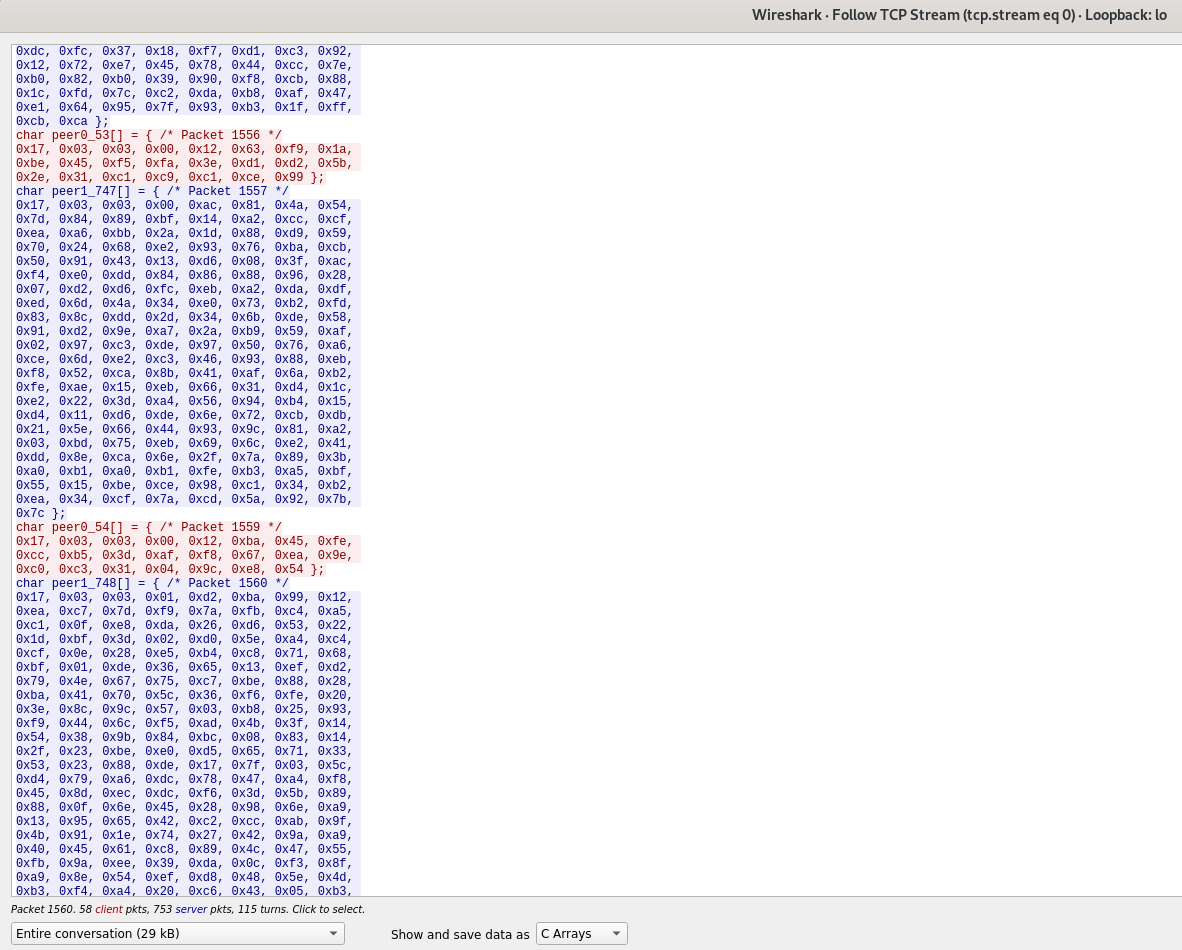 Wireshark · Follow TCP Stream (tcp.stream eq 0) · Loopback: lo
0xdc, 0xfc, 0x37, 0x18, 0xf7, 0xd1, 0xc3, 0x92,
0x12, 0x72, 0xe7, 0x45, 0x78, 0x44, 0xcc, 0x7e,
0xb0, 0x82, 0xb0, 0x39, 0x90, 0xf8, 0xcb, 0x88,
0x1c, 0xfd, 0x7c, 0xc2, 0xda, 0xb8, 0xaf, 0x47,
0xe1, 0x64, 0x95, 0x7f, 0x93, 0xb3, 0x1f, 0xff,
0xcb, 0xca };
char peer0_53[] = { /* Packet 1556 */
0x17, 0x03, 0x03, 0x00, 0x12, 0x63, 0xf9, 0x1a,
0xbe, 0x45, 0xf5, 0xfa, 0x3e, 0xd1, 0xd2, 0x5b,
0x2e, 0x31, 0xc1, 0xc9, 0xc1, 0xce, 0x99 };
char peer1_747[] = { /* Packet 1557 */
0x17, 0x03, 0x03, 0x00, 0xac, 0x81, 0x4a, 0x54,
0x7d, 0x84, 0x89, 0xbf, 0x14, 0xa2, 0xcc, 0xcf,
0xea, 0xa6, 0xbb, 0x2a, 0x1d, 0x88, 0xd9, 0x59,
0x70, 0x24, 0x68, 0xe2, 0x93, 0x76, 0xba, 0xcb,
0x50, 0x91, 0x43, 0x13, 0xd6, 0x08, 0x3f, 0xac,
0xf4, 0xe0, 0xdd, 0x84, 0x86, 0x88, 0x96, 0x28,
0x07, 0xd2, 0xd6, 0xfc, 0xeb, 0xa2, 0xda, 0xdf,
0xed, 0x6d, 0x4a, 0x34, 0xe0, 0x73, 0xb2, 0xfd,
0x83, 0x8c, 0xdd, 0x2d, 0x34, 0x6b, 0xde, 0x58,
0x91, 0xd2, 0x9e, 0xa7, 0x2a, 0xb9, 0x59, 0xaf,
0x02, 0x97, 0xc3, 0xde, 0x97, 0x50, 0x76, 0xa6,
0xce, 0x6d, 0xe2, 0xc3, 0x46, 0x93, 0x88, 0xeb,
0xf8, 0x52, 0xca, 0x8b, 0x41, 0xaf, 0x6a, 0xb2,
0xfe, 0xae, 0x15, 0xeb, 0x66, 0x31, 0xd4, 0x1c,
0xe2, 0x22, 0x3d, 0xa4, 0x56, 0x94, 0xb4, 0x15,
0xd4, 0x11, 0xd6, 0xde, 0x6e, 0x72, 0xcb, 0xdb,
0x21, 0x5e, 0x66, 0x44, 0x93, 0x9c, 0x81, 0xa2,
0x03, 0xbd, 0x75, 0xeb, 0x69, 0x6c, 0xe2, 0x41,
0xdd, 0x8e, 0xca, 0x6e, 0x2f, 0x7a, 0x89, 0x3b,
0xa0, 0xb1, 0xa0, 0xb1, 0xfe, 0xb3, 0xa5, 0xbf,
0x55, 0x15, 0xbe, 0xce, 0x98, 0xc1, 0x34, 0xb2,
0xea, 0x34, 0xcf, 0x7a, 0xcd, 0x5a, 0x92, 0x7b,
0x7c };
char peer0_54[] = { /* Packet 1559 */
0x17, 0x03, 0x03, 0x00, 0x12, 0xba, 0x45, 0xfe,
0xcc, 0xb5, 0x3d, 0xaf, 0xf8, 0x67, 0xea, 0x9e,
0xc0, 0xc3, 0x31, 0x04, 0x9c, 0xe8, 0x54 };
char peer1_748[] = { /* Packet 1560 */
0x17, 0x03, 0x03, 0x01, 0xd2, 0xba, 0x99, 0x12,
0xea, 0xc7, 0x7d, 0xf9, 0x7a, 0xfb, 0xc4, 0xa5,
0xc1, 0x0f, 0xe8, 0xda, 0x26, 0xd6, 0x53, 0x22,
0x1d, 0xbf, 0x3d, 0x02, 0xd0, 0x5e, 0xa4, 0xc4,
0xcf, 0x0e, 0x28, 0xe5, 0xb4, 0xc8, 0x71, 0x68,
0xbf, 0x01, 0xde, 0x36, 0x65, 0x13, 0xef, 0xd2,
0x79, 0x4e, 0x67, 0x75, 0xc7, 0xbe, 0x88, 0x28,
0xba, 0x41, 0x70, 0x5c, 0x36, 0xf6, 0xfe, 0x20,
0x3e, 0x8c, 0x9c, 0x57, 0x03, 0xb8, 0x25, 0x93,
0xf9, 0x44, 0x6c, 0xf5, 0xad, 0x4b, 0x3f, 0x14,
0x54, 0x38, 0x9b, 0x84, 0xbc, 0x08, 0x83, 0x14,
0x2f, 0x23, 0xbe, 0xe0, 0xd5, 0x65, 0x71, 0x33,
0x53, 0x23, 0x88, 0xde, 0x17, 0x7f, 0x03, 0x5c,
0xd4, 0x79, 0xa6, 0xdc, 0x78, 0x47, 0xa4, 0xf8,
0x45, 0x8d, 0xec, 0xdc, 0xf6, 0x3d, 0x5b, 0x89,
0x88, 0x0f, 0x6e, 0x45, 0x28, 0x98, 0x6e, 0xa9,
0x13, 0x95, 0x65, 0x42, 0xc2, 0xcc, 0xab, 0x9f,
0x4b, 0x91, 0x1e, 0x74, 0x27, 0x42, 0x9a, 0xa9,
0x40, 0x45, 0x61, 0xc8, 0x89, 0x4c, 0x47, 0x55,
0xfb, 0x9a, 0xee, 0x39, 0xda, 0x0c, 0xf3, 0x8f,
0xa9, 0x8e, 0x54, 0xef, 0xd8, 0x48, 0x5e, 0x4d,
0xb3, 0xf4, 0xa4, 0x20, 0xc6, 0x43, 0x05, 0xb3,
Packet 1560. 58 client pkts, 753 server pkts, 115 turns. Click to select.
Entire conversation (29 kB) Show and save data as C Arrays